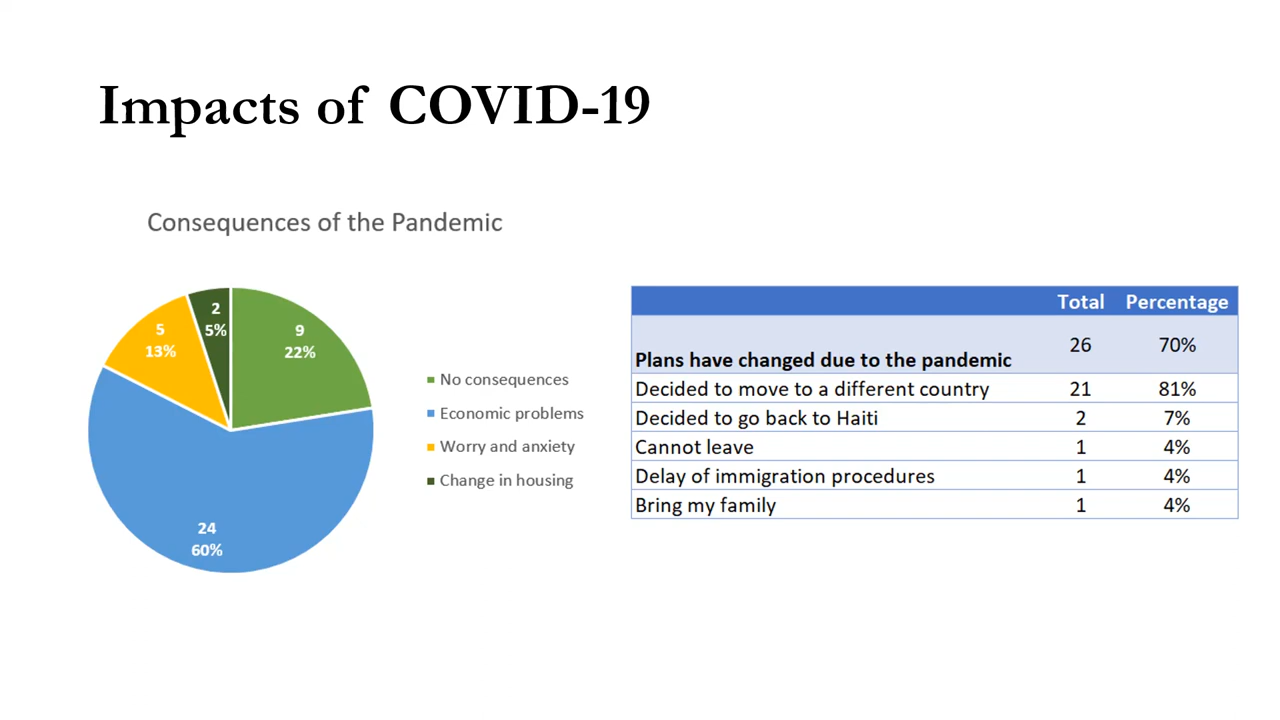 Impacts of COVID-19
Consequences of the Pandemic
2
5%
9
22%
5
13%
24
60%
No consequences
Economic problems
Worry and anxiety
Change in housing
Total Percentage
Plans have changed due to the pandemic 26 70%
Decided to move to a different country 21 81%
Decided to go back to Haiti 2 7%
Cannot leave 1 4%
Delay of immigration procedures 1 4%
Bring my family 1 4%